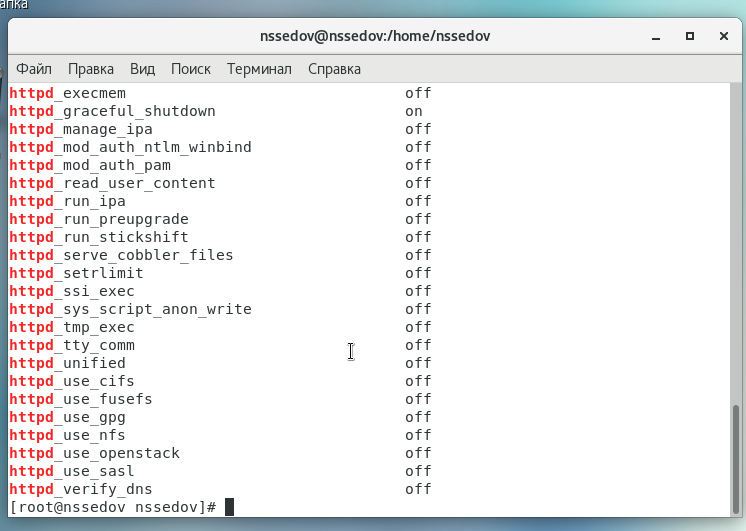 апка
nssedov@nssedov:/home/nssedov
Файл Правка Вид Поиск Терминал Справка
httpd_execmem off
httpd_graceful_shutdown on
httpd_manage_ipa off
httpd_mod_auth_ntlm_winbind off
httpd_mod_auth_pam off
httpd_read_user_content off
httpd_run_ipa off
httpd_run_preupgrade off
httpd_run_stickshift off
httpd_serve_cobbler_files off
httpd_setrlimit off
httpd_ssi_exec off
httpd_sys_script_anon_write off
httpd_tmp_exec off
httpd_tty_comm off
httpd_unified off
httpd_use_cifs off
httpd_use_fusefs off
httpd_use_gpg off
httpd_use_nfs off
httpd_use_openstack off
httpd_use_sasl off
httpd_verify_dns off
[root@nssedov nssedov]#